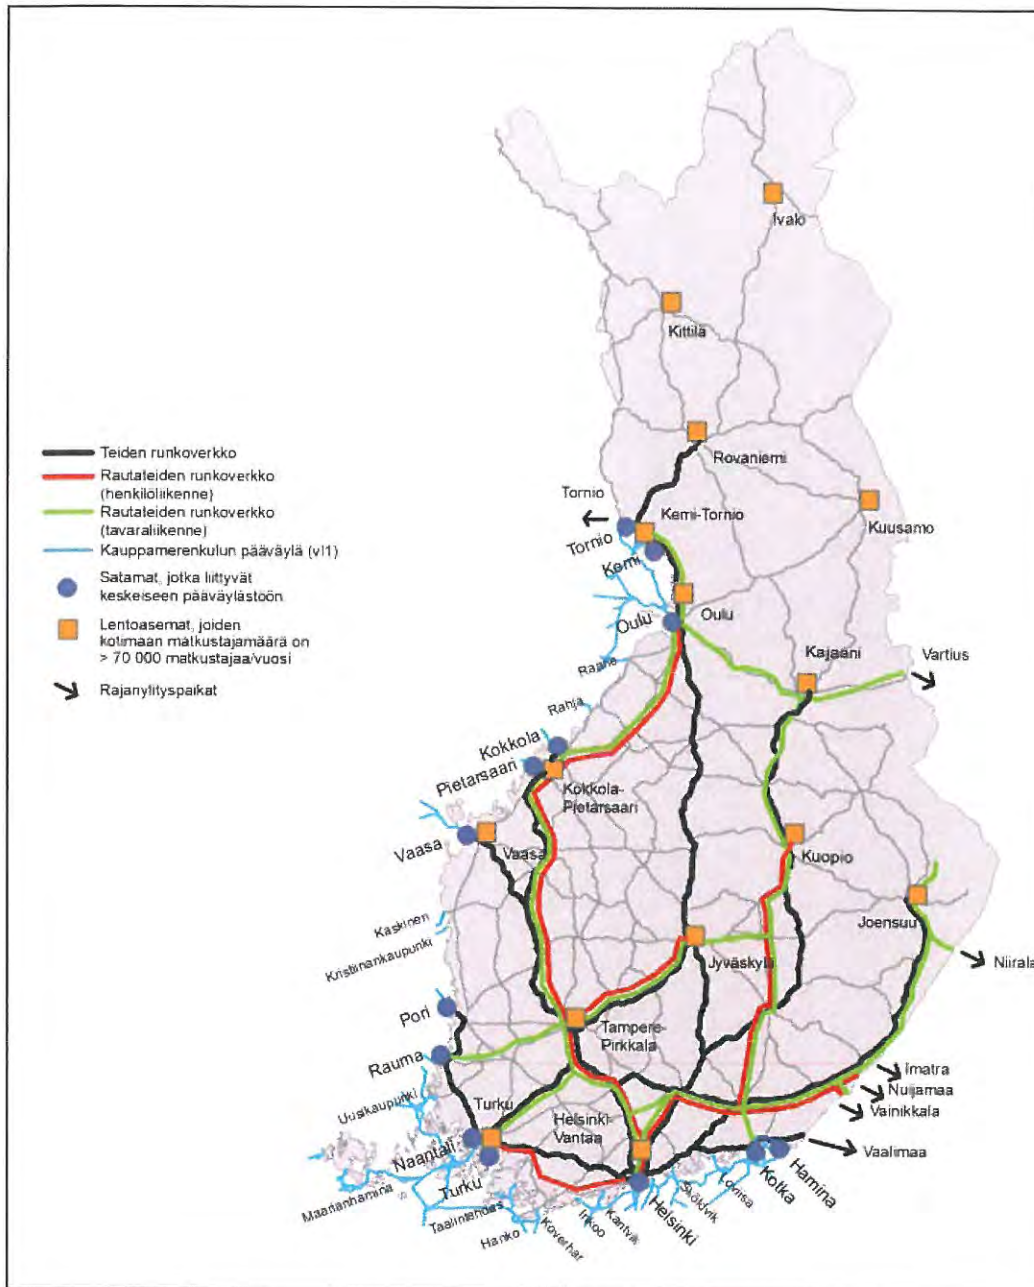 Ivalo
Kittilä
Rovaniemi
Kuusamo
Teiden runkoverkko
Rautateiden runkoverkko
(henkilöliikenne)
Rautateiden runkoverkko
(tavaraliikenne)
Kauppamerenkulun pääväylä (vl1)
Satamat, jotka liittyvät
keskeiseen pääväylästöön
Lentoasemat, joiden
kotimaan matkustajamäärä on
> 70 000 matkustajaa/vuosi
Rajanylityspaikat
Tornio
Kemi-Tornio
Tornio
Kemi
Oulu
Oulu
Raahe
Kajaani
Vartius
Rahja
Kokkola
Pietarsaari
Kokkola-
Pietarsaari
Vaasa
Vaasa
Kuopio
Kaskinen
Kristiinankaupunki
Joensuu
Jyväskylä
Niirala
Pori
Tampere-
Pirkkala
Rauma
Imatra
Nuijamaa
Vainikkala
Uusikaupunki
Turku
Helsinki-
Vantaa
Naantali
Vaalimaa
Turku
Maarianhamina
Taalintehdas
Hanko
Koverhar
Inkoo
Kantvik
Helsinki
Sköldvik
Loviisa
Kotka
Hamina